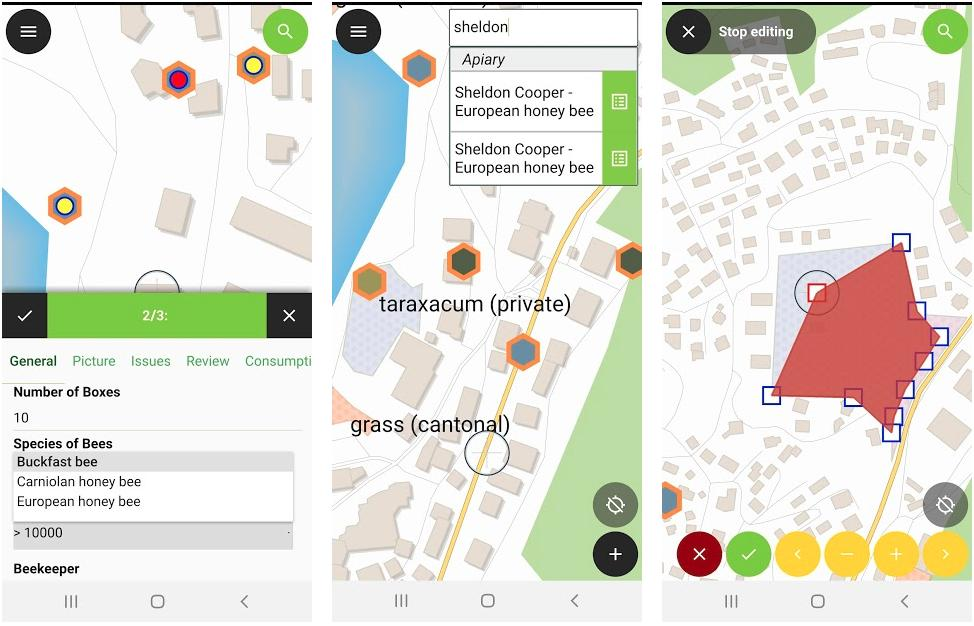 2/3:
General Picture Issues Review Consumpti
Number of Boxes
10
Species of Bees
Buckfast bee
Carniolan honey bee
European honey bee
> 10000
Beekeeper
sheldon
Apiary
Sheldon Cooper -
European honey bee
Sheldon Cooper -
European honey bee
taraxacum (private)
grass (cantonal)
Stop editing